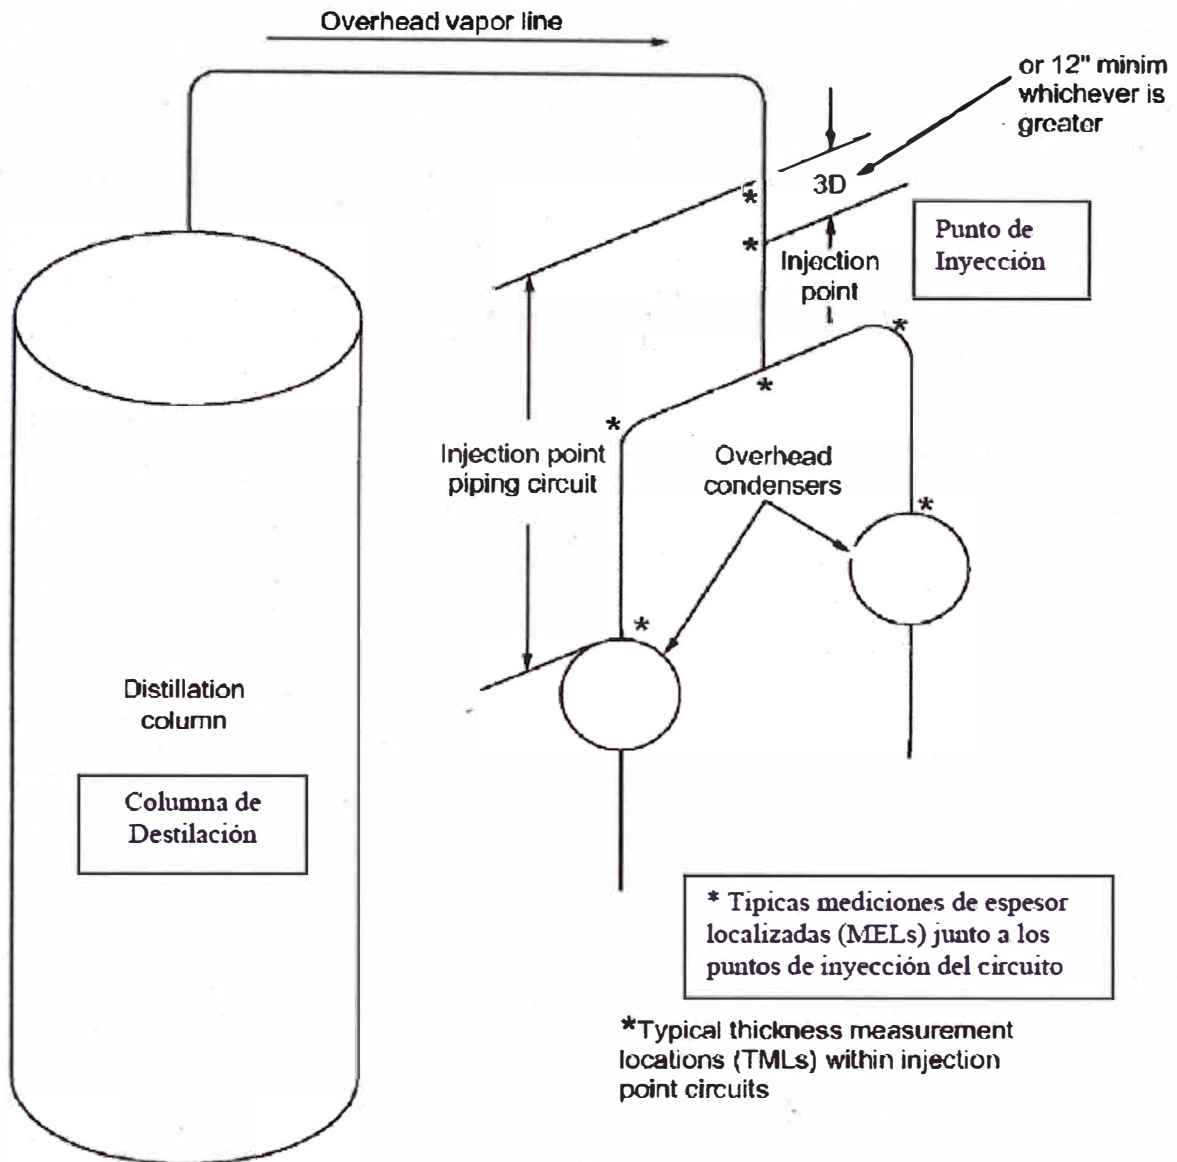 Overhead vapor line
or 12" minim
whichever is
greater
3D
*
*
Injection
point
Punto de
Inyección
*
*
*
Injection point
piping circuit
Overhead
condensers
*
*
Distillation
column
Columna de
Destilación
* Tipicas mediciones de espesor
localizadas (MELs) junto a los
puntos de inyección del circuito
*Typical thickness measurement
locations (TMLs) within injection
point circuits